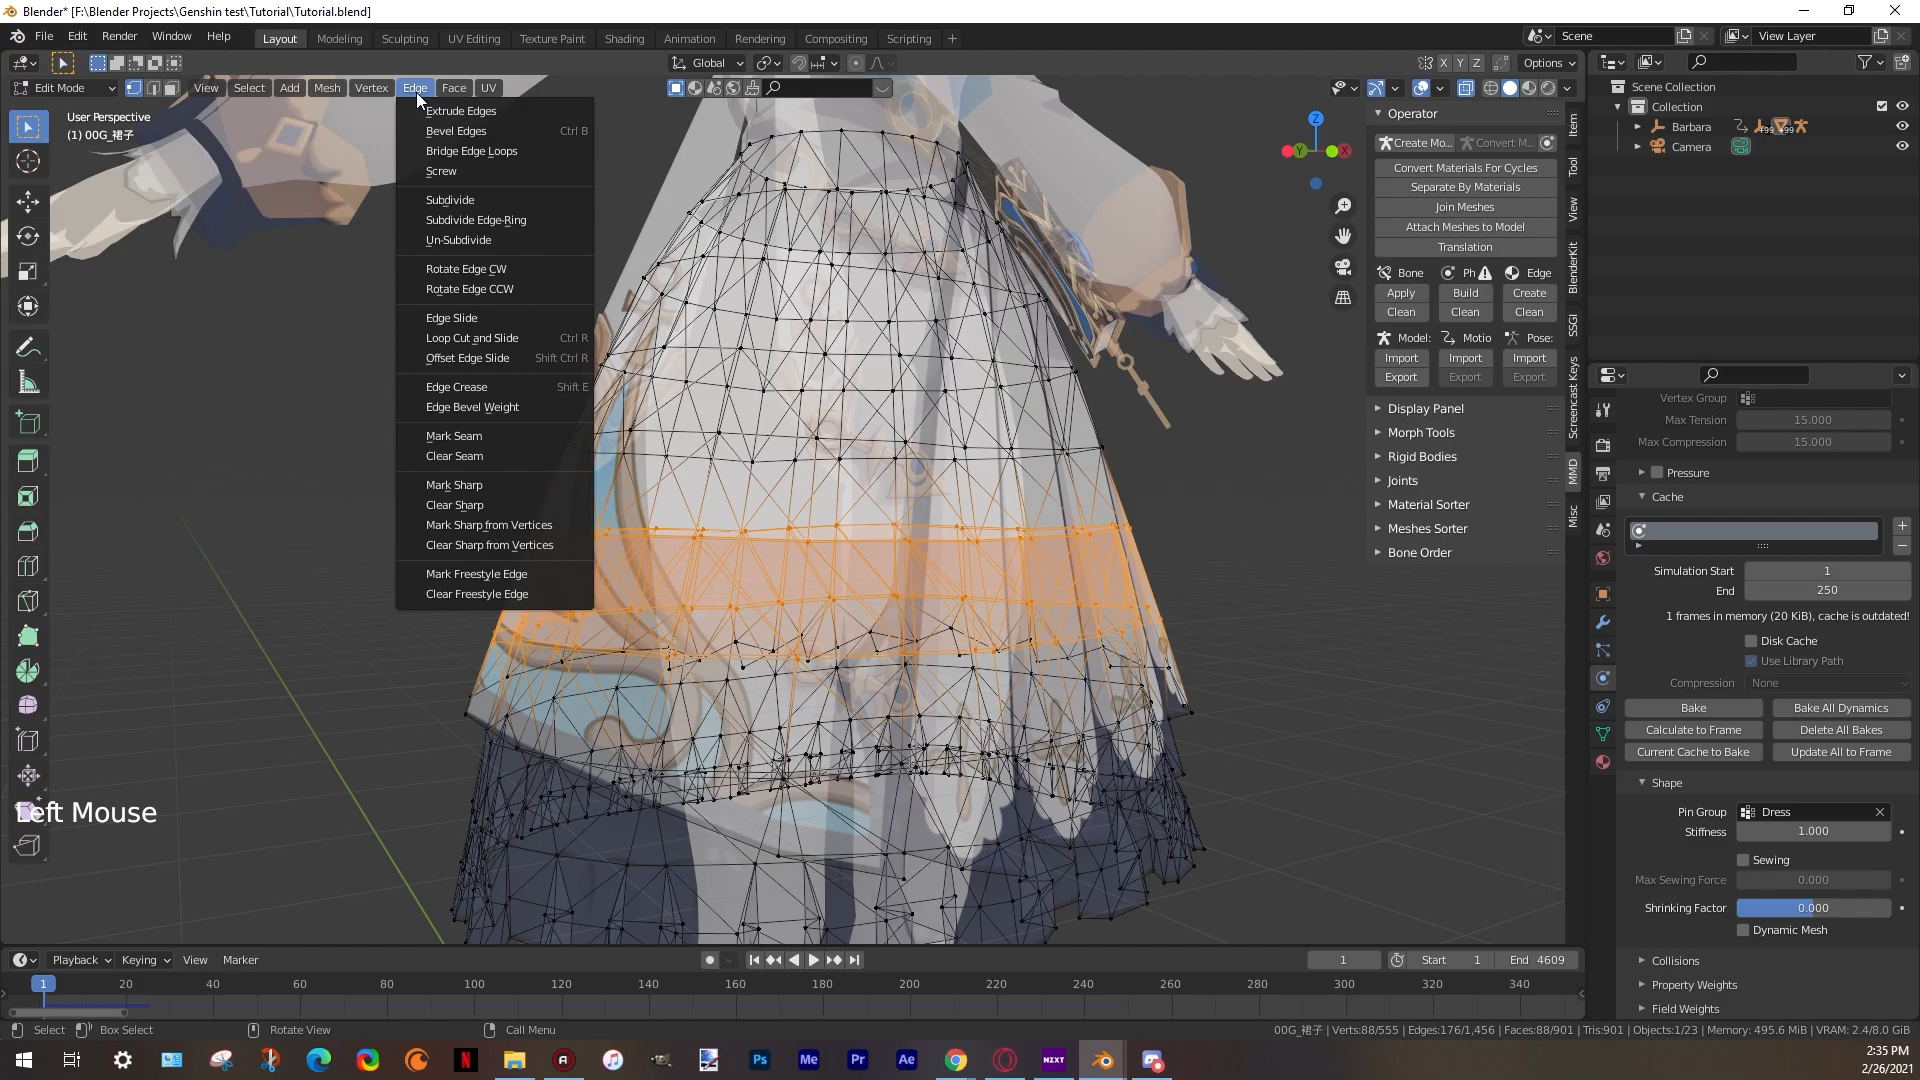 Blender* [F:\Blender Projects\Genshin test\Tutorial\Tutorial.blend]
File Edit Render Window Help Layout Modeling Sculpting UV Editing Texture Paint Shading Animation Rendering Compositing Scripting + Scene View Layer
Global X Y Z Options
Edit Mode View Select Add Mesh Vertex Edge Face UV
User Perspective
(1) 00G_裙子
Extrude Edges
Bevel Edges Ctrl B
Bridge Edge Loops
Screw
Subdivide
Subdivide Edge-Ring
Un-Subdivide
Rotate Edge CW
Rotate Edge CCW
Edge Slide
Loop Cut and Slide Ctrl R
Offset Edge Slide Shift Ctrl R
Edge Crease Shift E
Edge Bevel Weight
Mark Seam
Clear Seam
Mark Sharp
Clear Sharp
Mark Sharp from Vertices
Clear Sharp from Vertices
Mark Freestyle Edge
Clear Freestyle Edge
Left Mouse
Z
Y X
Operator
Create Mo... Convert M...
Convert Materials For Cycles
Separate By Materials
Join Meshes
Attach Meshes to Model
Translation
Bone Ph Edge
Apply Build Create
Clean Clean Clean
Model: Motio Pose:
Import Import Import
Export Export Export
Display Panel
Morph Tools
Rigid Bodies
Joints
Material Sorter
Meshes Sorter
Bone Order
Item
Tool
View
BlenderKit
SSGI
Screencast Keys
MMD
Misc
Scene Collection
Collection
Barbara +99 +99
Camera
Vertex Group
Max Tension 15.000
Max Compression 15.000
Pressure
Cache
Simulation Start 1
End 250
1 frames in memory (20 KiB), cache is outdated!
Disk Cache
Use Library Path
Compression None
Bake Bake All Dynamics
Calculate to Frame Delete All Bakes
Current Cache to Bake Update All to Frame
Shape
Pin Group Dress
Stiffness 1.000
Sewing
Max Sewing Force 0.000
Shrinking Factor 0.000
Dynamic Mesh
Collisions
Property Weights
Field Weights
Playback Keying View Marker 1 Start 1 End 4609
1 20 40 60 80 100 120 140 160 180 200 220 240 260 280 300 320 340
Select Box Select Rotate View Call Menu 00G_裙子 | Verts:88/555 | Edges:176/1,456 | Faces:88/901 | Tris:901 | Objects:1/23 | Memory: 495.6 MiB | VRAM: 2.4/8.0 GiB
Ps Me Pr Ae NZXT
2:35 PM
2/26/2021